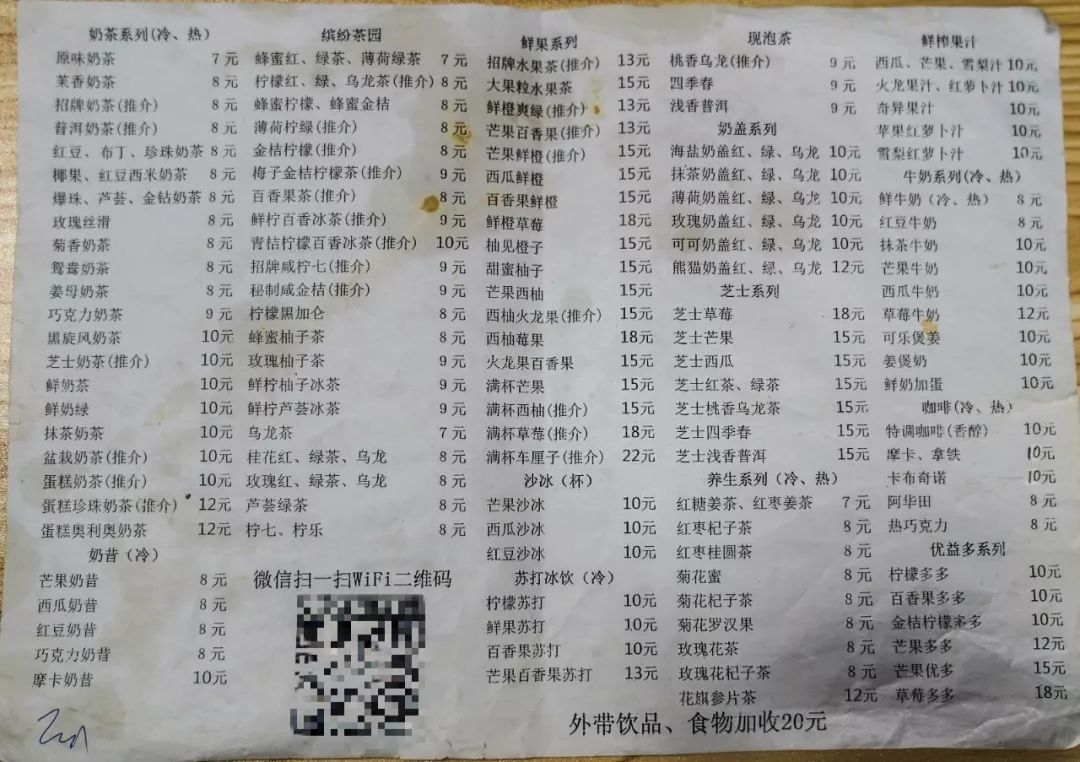 奶茶系列(冷、热)
原味奶茶 7元
茉香奶茶 8元
招牌奶茶(推介) 8元
普洱奶茶(推介) 8元
红豆、布丁、珍珠奶茶 8元
椰果、红豆西米奶茶 8元
爆珠、芦荟、金钻奶茶 8元
玫瑰丝滑 8元
菊香奶茶 8元
鸳鸯奶茶 8元
姜母奶茶 8元
巧克力奶茶 9元
黑旋风奶茶 10元
芝士奶茶(推介) 10元
鲜奶茶 10元
鲜奶绿 10元
抹茶奶茶 10元
盆栽奶茶(推介) 10元
蛋糕奶茶(推介) 10元
蛋糕珍珠奶茶(推介) 12元
蛋糕奥利奥奶茶 12元
奶昔（冷）
芒果奶昔 8元
西瓜奶昔 8元
红豆奶昔 8元
巧克力奶昔 8元
摩卡奶昔 10元
缤纷茶园
蜂蜜红、绿茶、薄荷绿茶 7元
柠檬红、绿、乌龙茶(推介) 8元
蜂蜜柠檬、蜂蜜金桔 8元
薄荷柠绿(推介) 8元
金桔柠檬(推介) 8元
梅子金桔柠檬茶(推介) 9元
百香果茶(推介) 8元
鲜柠百香冰茶(推介) 9元
青桔柠檬百香冰茶(推介) 10元
招牌咸柠七(推介) 9元
秘制咸金桔(推介) 9元
柠檬黑加仑 8元
蜂蜜柚子茶 8元
玫瑰柚子茶 9元
鲜柠柚子冰茶 9元
鲜柠芦荟冰茶 9元
乌龙茶 7元
桂花红、绿茶、乌龙 8元
玫瑰红、绿茶、乌龙 8元
芦荟绿茶 8元
柠七、柠乐 8元
微信扫一扫WiFi二维码
鲜果系列
招牌水果茶(推介) 13元
大果粒水果茶 15元
鲜橙爽绿(推介) 13元
芒果百香果(推介) 13元
芒果鲜橙(推介) 15元
西瓜鲜橙 15元
百香果鲜橙 15元
鲜橙草莓 18元
柚见橙子 15元
甜蜜柚子 15元
芒果西柚 15元
西柚火龙果(推介) 15元
西柚莓果 18元
火龙果百香果 15元
满杯芒果 15元
满杯西柚(推介) 15元
满杯草莓(推介) 18元
满杯车厘子(推介) 22元
沙冰（杯）
芒果沙冰 10元
西瓜沙冰 10元
红豆沙冰 10元
苏打冰饮（冷）
柠檬苏打 10元
鲜果苏打 10元
百香果苏打 10元
芒果百香果苏打 13元
现泡茶
桃香乌龙(推介) 9元
四季春 9元
浅香普洱 9元
奶盖系列
海盐奶盖红、绿、乌龙 10元
抹茶奶盖红、绿、乌龙 10元
薄荷奶盖红、绿、乌龙 10元
玫瑰奶盖红、绿、乌龙 10元
可可奶盖红、绿、乌龙 10元
熊猫奶盖红、绿、乌龙 12元
芝士系列
芝士草莓 18元
芝士芒果 15元
芝士西瓜 15元
芝士红茶、绿茶 15元
芝士桃香乌龙茶 15元
芝士四季春 15元
芝士浅香普洱 15元
养生系列（冷、热）
红糖姜茶、红枣姜茶 7元
红枣杞子茶 8元
红枣桂圆茶 8元
菊花蜜 8元
菊花杞子茶 8元
菊花罗汉果 8元
玫瑰花茶 8元
玫瑰花杞子茶 8元
花旗参片茶 12元
鲜榨果汁
西瓜、芒果、雪梨汁 10元
火龙果汁、红萝卜汁 10元
奇异果汁 10元
苹果红萝卜汁 10元
雪梨红萝卜汁 10元
牛奶系列(冷、热)
鲜牛奶（冷、热） 8元
红豆牛奶 8元
抹茶牛奶 10元
芒果牛奶 10元
西瓜牛奶 10元
草莓牛奶 12元
可乐煲姜 10元
姜煲奶 10元
鲜奶加蛋 10元
咖啡(冷、热)
特调咖啡(香醇) 10元
摩卡、拿铁 10元
卡布奇诺 10元
阿华田 8元
热巧克力 8元
优益多系列
柠檬多多 10元
百香果多多 10元
金桔柠檬多多 10元
芒果多多 12元
芒果优多 15元
草莓多多 18元
外带饮品、食物加收20元